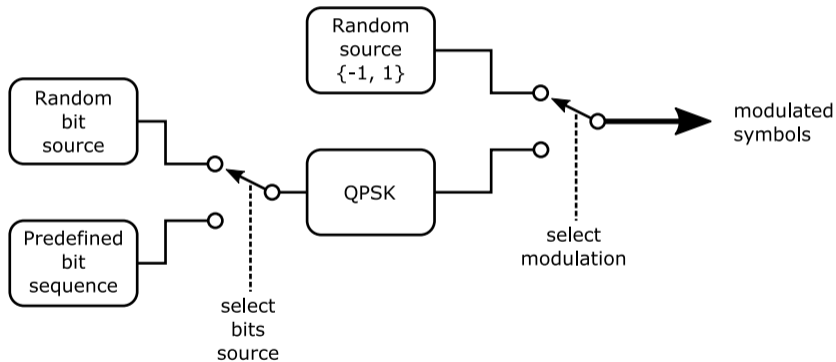 Random
source
{-1, 1}
Random
bit
source
modulated
symbols
QPSK
Predefined
bit
sequence
select
modulation
select
bits
source